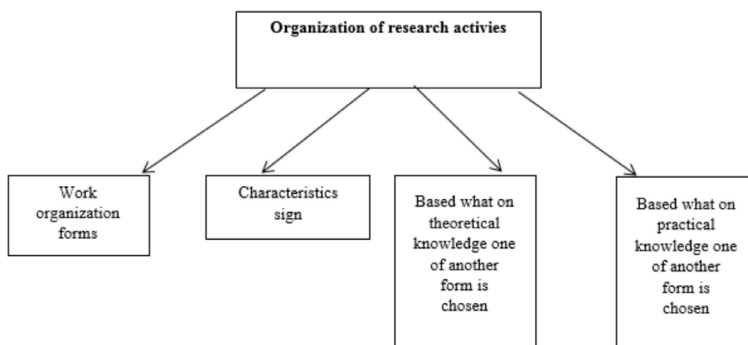 Organization of research activies
Work
organization
forms
Characteristics
sign
Based what on
theoretical
knowledge one
of another
form is
chosen
Based what on
practical
knowledge one
of another
form is
chosen